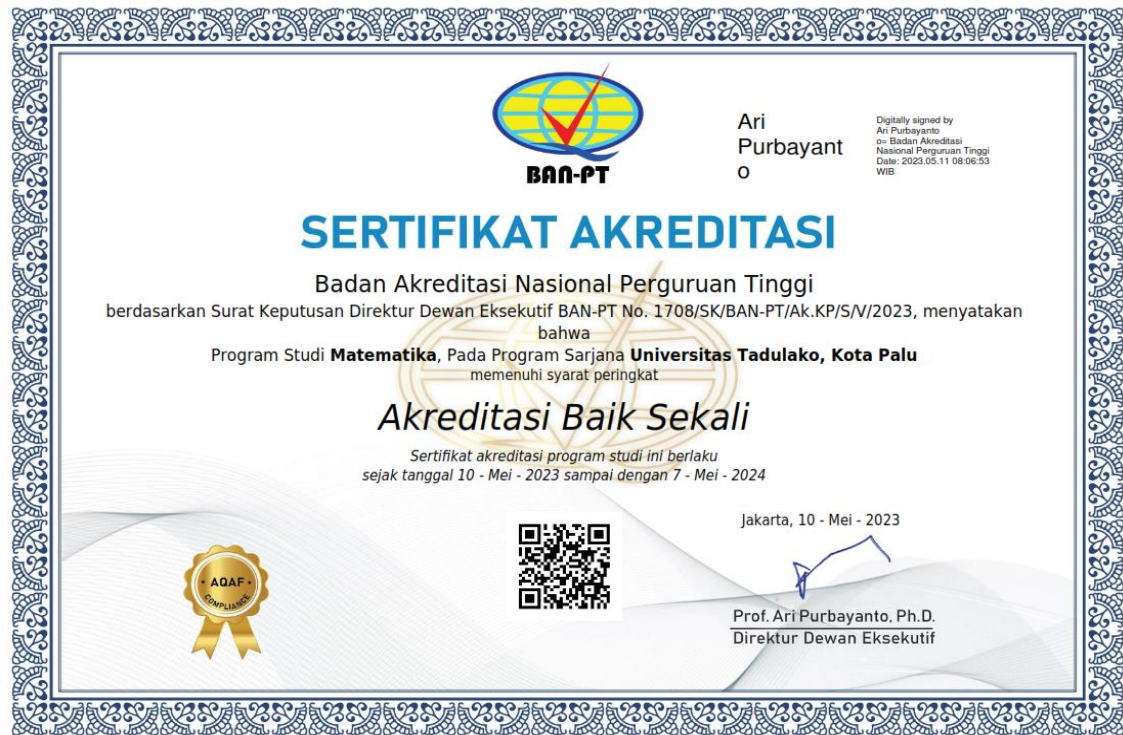 BAN-PT
Ari
Purbayant
o
Digitally signed by
Ari Purbayanto
o= Badan Akreditasi
Nasional Perguruan Tinggi
Date: 2023.05.11 08:06:53
WIB
SERTIFIKAT AKREDITASI
Badan Akreditasi Nasional Perguruan Tinggi
berdasarkan Surat Keputusan Direktur Dewan Eksekutif BAN-PT No. 1708/SK/BAN-PT/Ak.KP/S/V/2023, menyatakan
bahwa
Program Studi Matematika, Pada Program Sarjana Universitas Tadulako, Kota Palu
memenuhi syarat peringkat
Akreditasi Baik Sekali
Sertifikat akreditasi program studi ini berlaku
sejak tanggal 10 - Mei - 2023 sampai dengan 7 - Mei - 2024
Jakarta, 10 - Mei - 2023
AQAF
COMPLIANCE
Prof. Ari Purbayanto, Ph.D.
Direktur Dewan Eksekutif